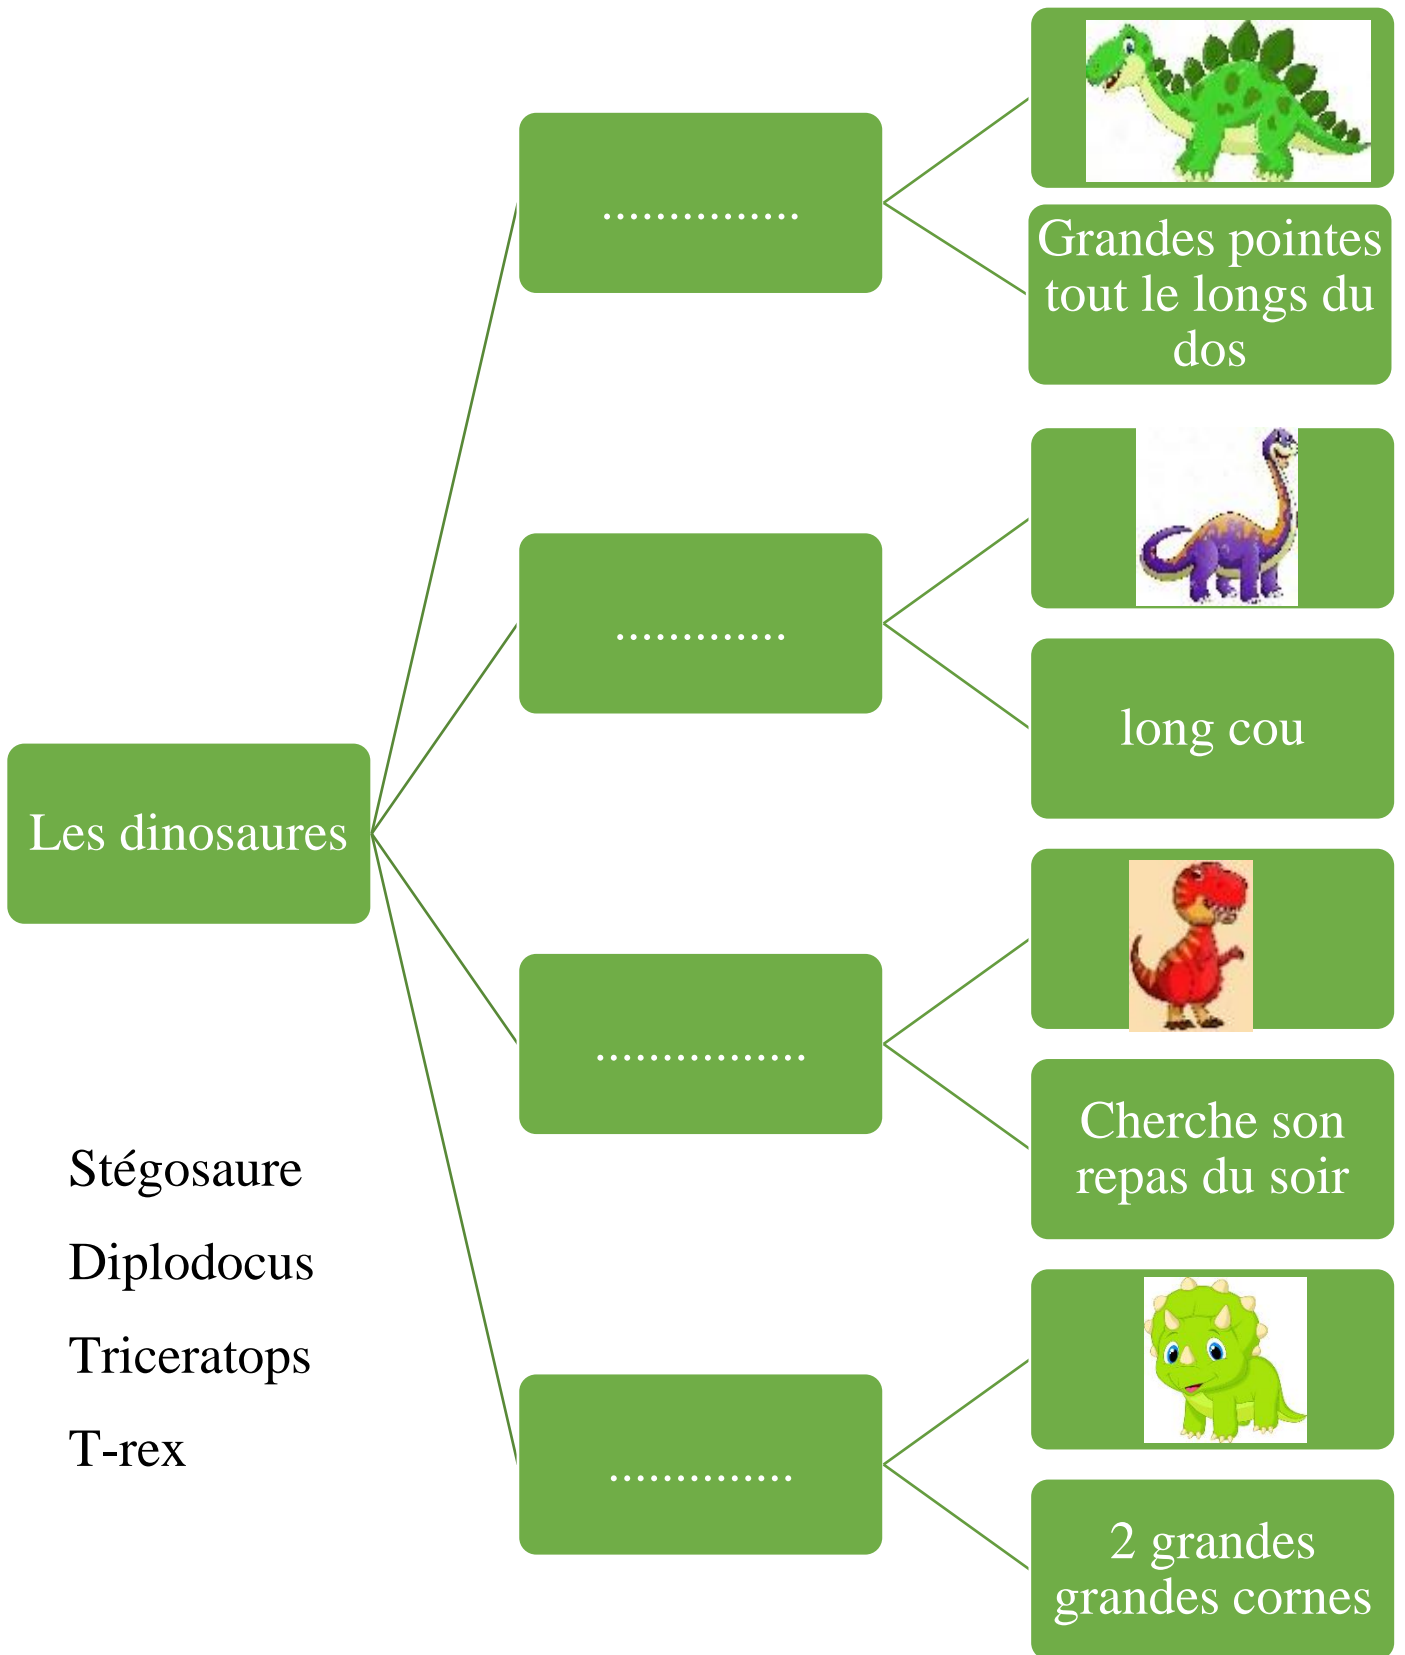 ...............
Grandes pointes
tout le longs du
dos
.............
long cou
Les dinosaures
................
Cherche son
repas du soir
Stégosaure
Diplodocus
Triceratops
T-rex
..............
2 grandes
grandes cornes